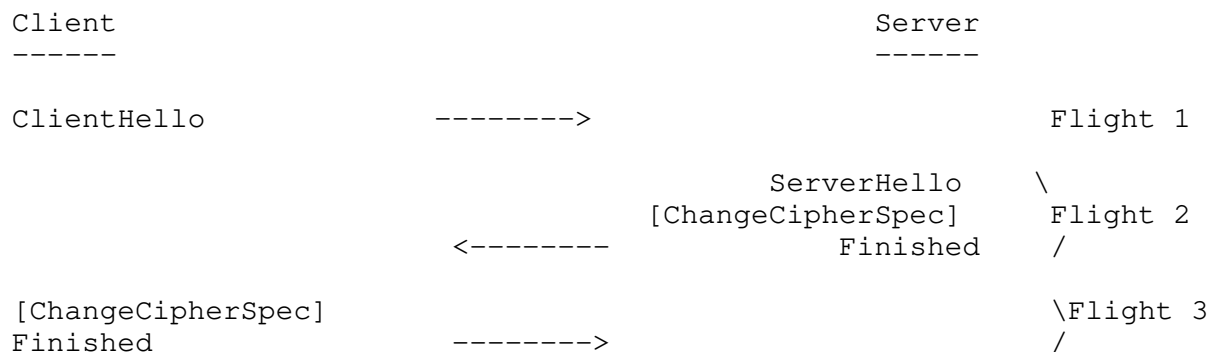 Client                                          Server
------                                          ------
ClientHello             -------->                         Flight 1
                                          ServerHello    \
                                   [ChangeCipherSpec]     Flight 2
                        <--------             Finished    /
[ChangeCipherSpec]                                        \Flight 3
Finished                -------->                         /